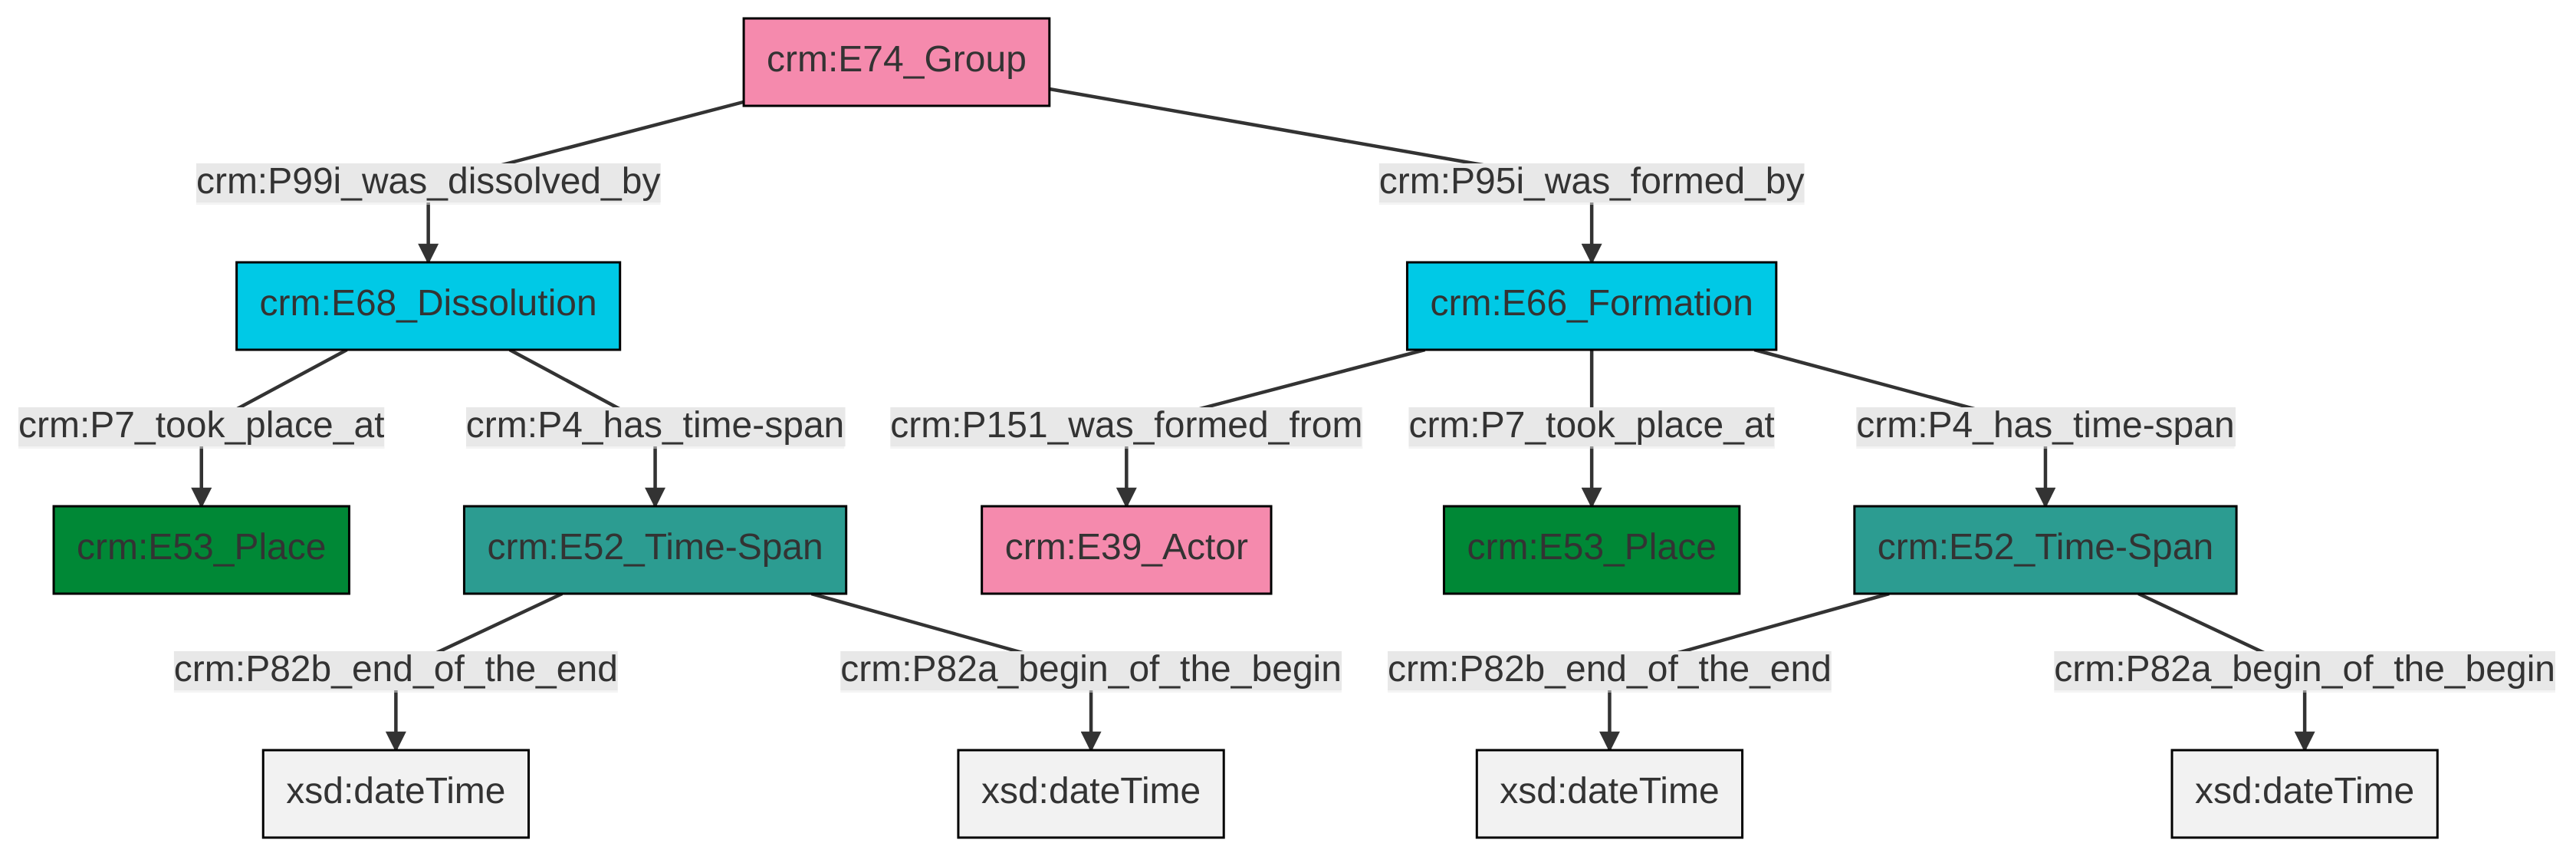 crm:E74_Group
crm:P99i_was_dissolved_by
crm:P95i_was_formed_by
crm:E68_Dissolution
crm:E66_Formation
crm:P7_took_place_at
crm:P4_has_time-span
crm:P151_was_formed_from
crm:P7_took_place_at
crm:P4_has_time-span
crm:E53_Place
crm:E52_Time-Span
crm:E39_Actor
crm:E53_Place
crm:E52_Time-Span
crm:P82b_end_of_the_end
crm:P82a_begin_of_the_begin
crm:P82b_end_of_the_end
crm:P82a_begin_of_the_begin
xsd:dateTime
xsd:dateTime
xsd:dateTime
xsd:dateTime